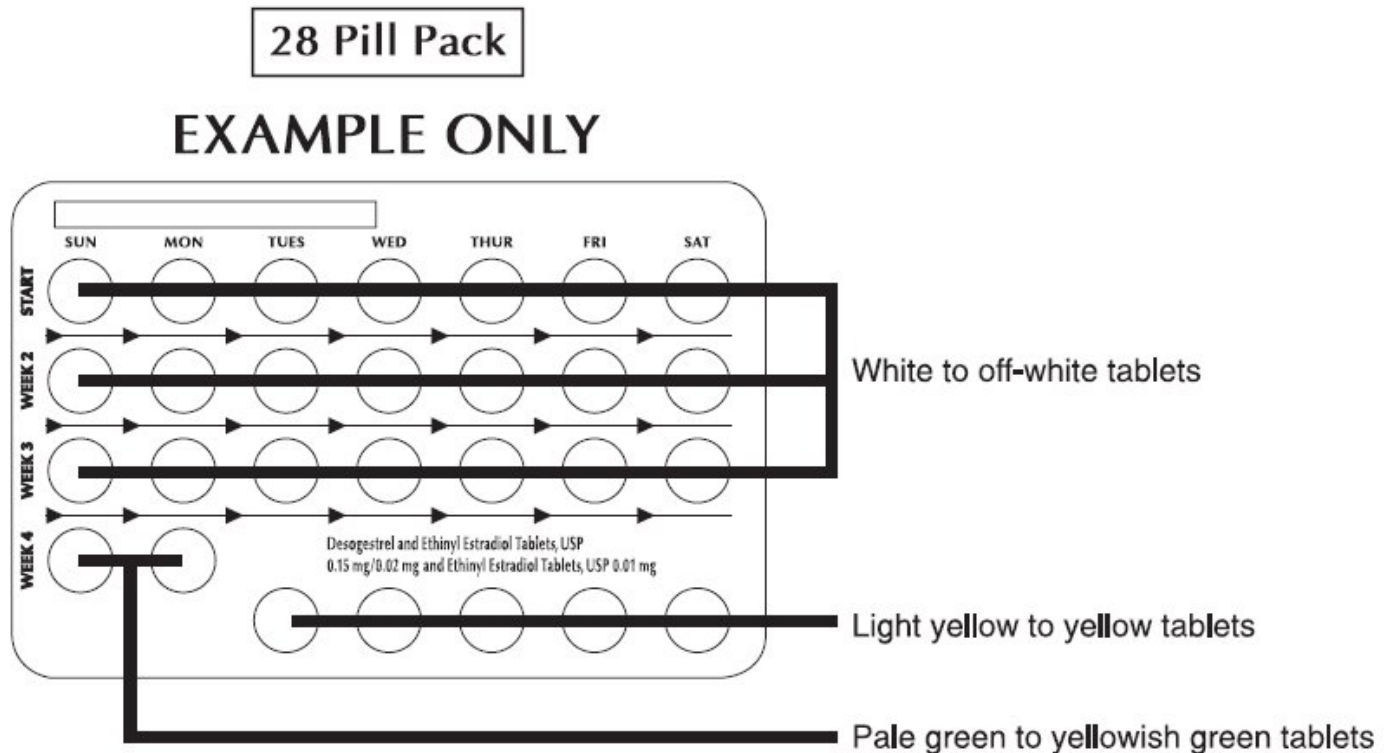 28 Pill Pack
EXAMPLE ONLY
SUN MON TUES WED THUR FRI SAT
START
WEEK 2
White to off-white tablets
WEEK 3
WEEK 4
Desogestrel and Ethinyl Estradiol Tablets, USP
0.15 mg/0.02 mg and Ethinyl Estradiol Tablets, USP 0.01 mg
Light yellow to yellow tablets
Pale green to yellowish green tablets